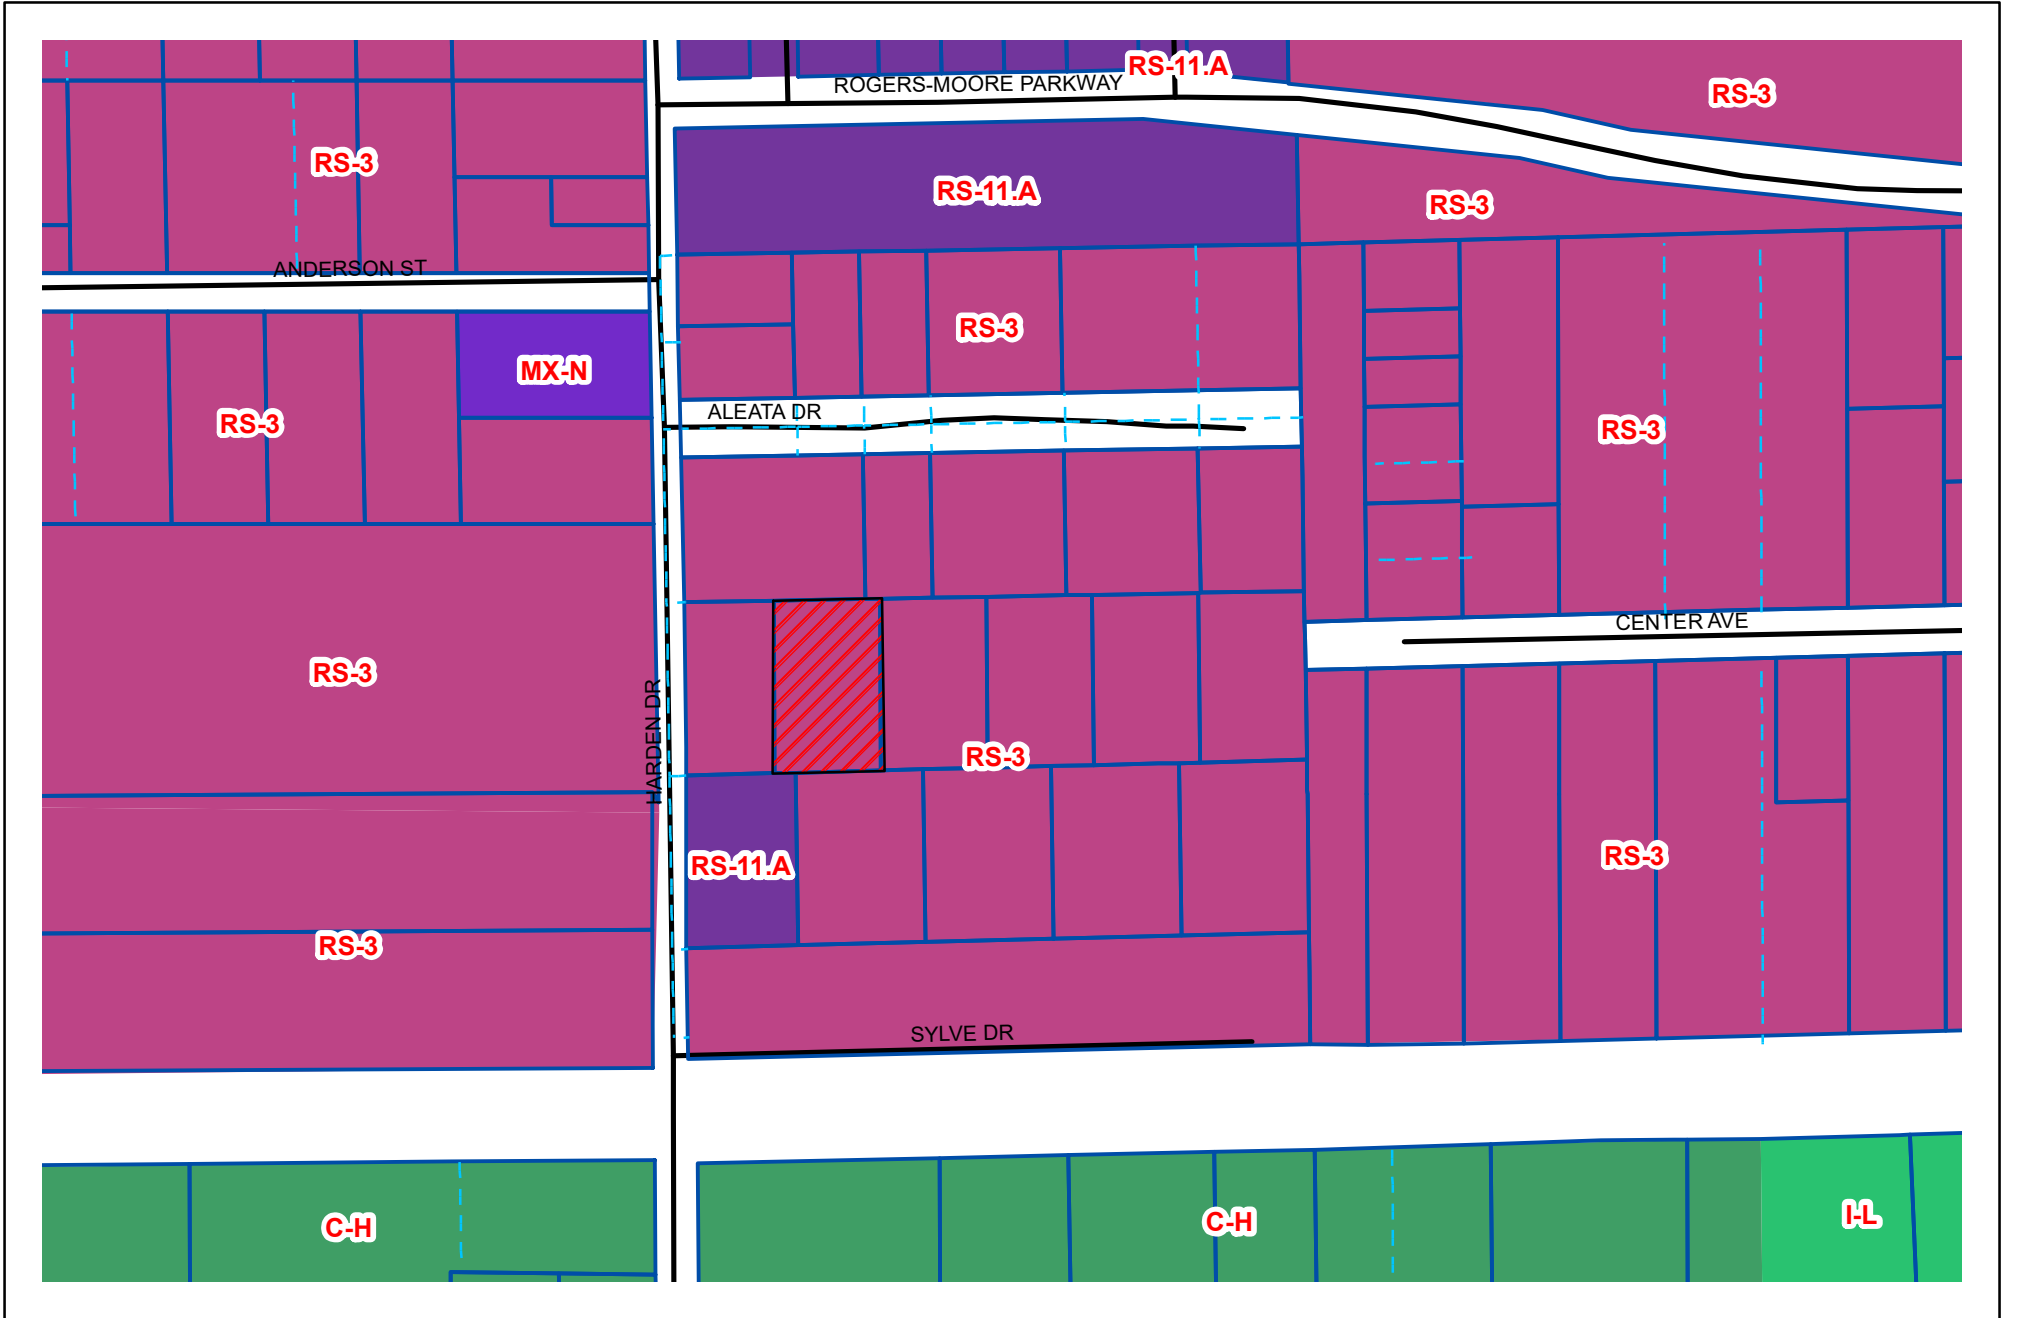 RS-11.A
ROGERS-MOORE PARKWAY
RS-3
RS-3
RS-11.A
RS-3
ANDERSON ST
RS-3
MX-N
ALEATA DR
RS-3
RS-3
CENTER AVE
RS-3
HARDEN DR
RS-3
RS-11.A
RS-3
RS-3
SYLVE DR
C-H
C-H
I-L